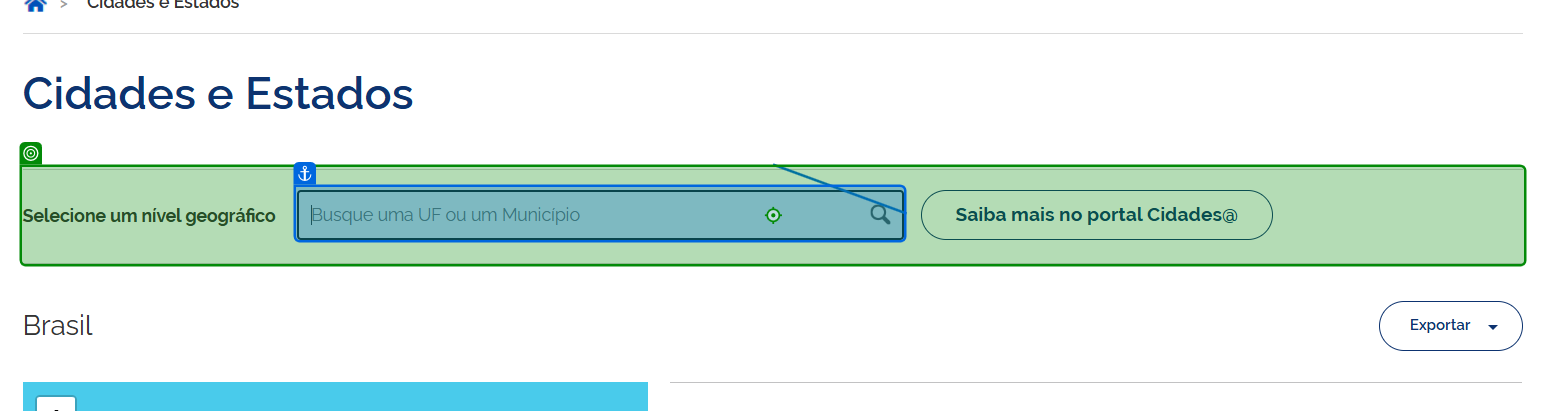 > Cidades e Estados
Cidades e Estados
Selecione um nível geográfico
Busque uma UF ou um Município
Saiba mais no portal Cidades@
Brasil
Exportar